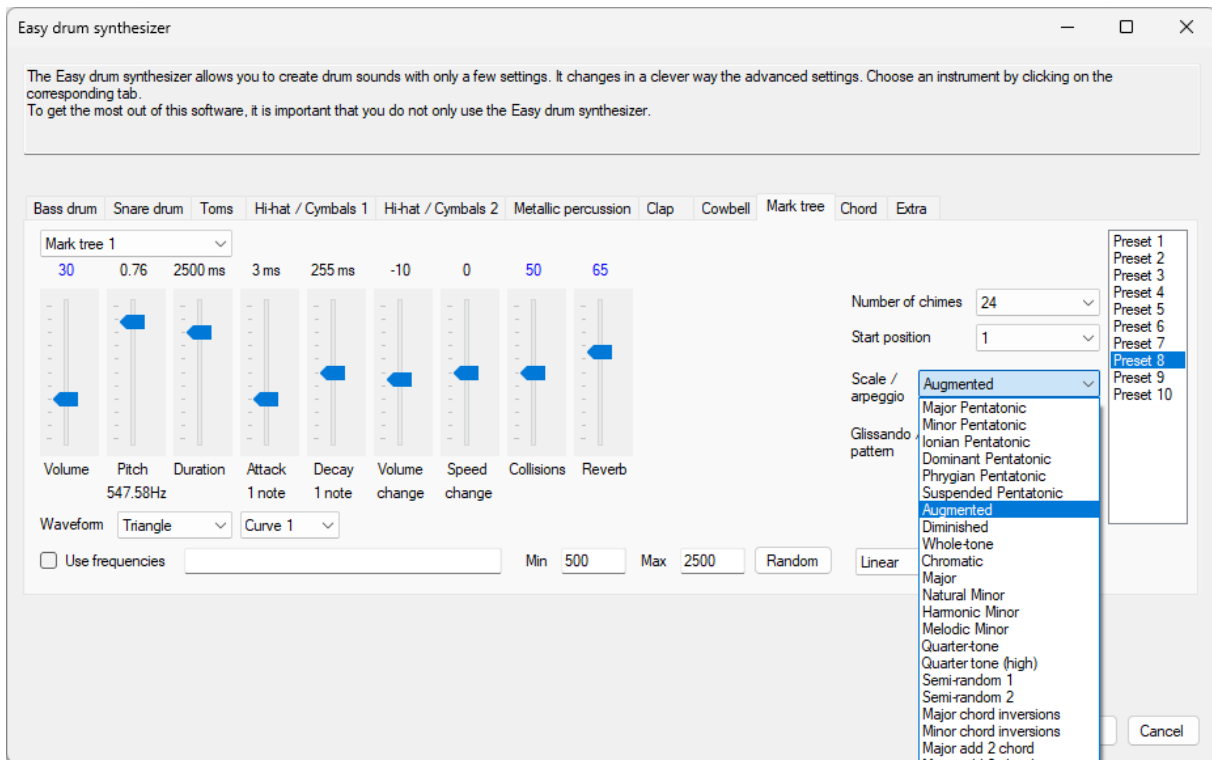 Easy drum synthesizer
The Easy drum synthesizer allows you to create drum sounds with only a few settings. It changes in a clever way the advanced settings. Choose an instrument by clicking on the
corresponding tab.
To get the most out of this software, it is important that you do not only use the Easy drum synthesizer.
Bass drum Snare drum Toms Hi-hat / Cymbals 1 Hi-hat / Cymbals 2 Metallic percussion Clap Cowbell Mark tree Chord Extra
Mark tree 1
30 0.76 2500 ms 3 ms 255 ms -10 0 50 65
Volume Pitch Duration Attack Decay Volume Speed Collisions Reverb
547.58Hz 1 note 1 note change change
Waveform Triangle Curve 1
Use frequencies Min 500 Max 2500 Random Linear
Number of chimes 24
Start position 1
Scale /
arpeggio
Augmented
Glissando /
pattern
Major Pentatonic
Minor Pentatonic
Ionian Pentatonic
Dominant Pentatonic
Phrygian Pentatonic
Suspended Pentatonic
Augmented
Diminished
Whole-tone
Chromatic
Major
Natural Minor
Harmonic Minor
Melodic Minor
Quarter-tone
Quarter tone (high)
Semi-random 1
Semi-random 2
Major chord inversions
Minor chord inversions
Major add 2 chord
Preset 1
Preset 2
Preset 3
Preset 4
Preset 5
Preset 6
Preset 7
Preset 8
Preset 9
Preset 10
Cancel